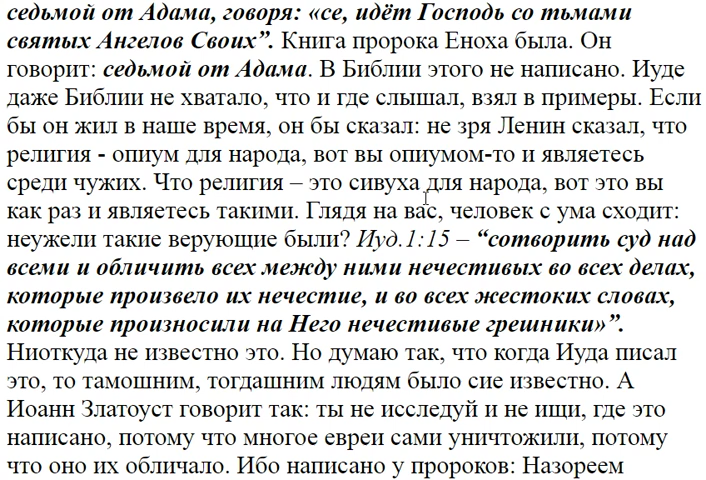 седьмой от Адама, говоря: «се, идёт Господь со тьмами
святых Ангелов Своих”. Книга пророка Еноха была. Он
говорит: седьмой от Адама. В Библии этого не написано. Иуде
даже Библии не хватало, что и где слышал, взял в примеры. Если
бы он жил в наше время, он бы сказал: не зря Ленин сказал, что
религия - опиум для народа, вот вы опиумом-то и являетесь
среди чужих. Что религия – это сивуха для народа, вот это вы
как раз и являетесь такими. Глядя на вас, человек с ума сходит:
неужели такие верующие были? Иуд.1:15 – “сотворить суд над
всеми и обличить всех между ними нечестивых во всех делах,
которые произвело их нечестие, и во всех жестоких словах,
которые произносили на Него нечестивые грешники»”.
Ниоткуда не известно это. Но думаю так, что когда Иуда писал
это, то тамошним, тогдашним людям было сие известно. А
Иоанн Златоуст говорит так: ты не исследуй и не ищи, где это
написано, потому что многое евреи сами уничтожили, потому
что оно их обличало. Ибо написано у пророков: Назореем